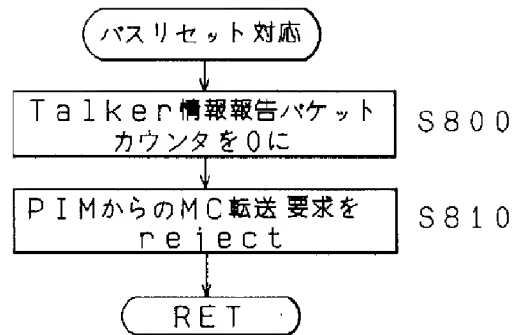 バスリセット対応
Talker情報報告パケット
カウンタを0に
S800
PIMからのMC転送要求を
reject
S810
RET